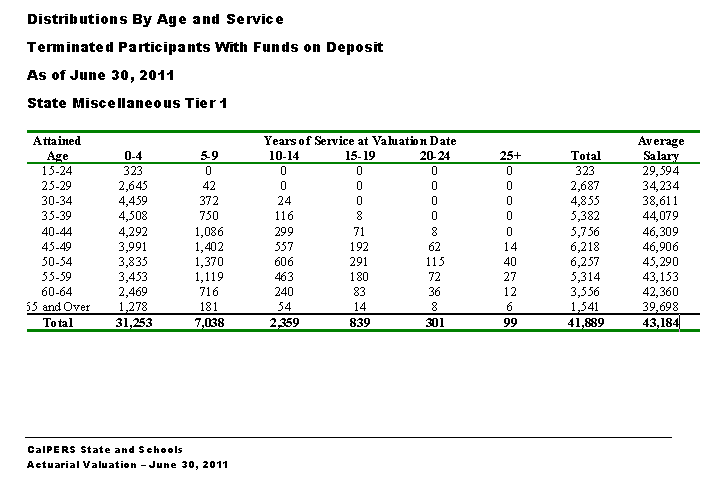 Distributions By Age and Service
Terminated Participants With Funds on Deposit
As of June 30, 2011
State Miscellaneous Tier 1
Attained Years of Service at Valuation Date Average
Age 0-4 5-9 10-14 15-19 20-24 25+ Total Salary
15-24 323 0 0 0 0 0 323 29,594
25-29 2,645 42 0 0 0 0 2,687 34,234
30-34 4,459 372 24 0 0 0 4,855 38,611
35-39 4,508 750 116 8 0 0 5,382 44,079
40-44 4,292 1,086 299 71 8 0 5,756 46,309
45-49 3,991 1,402 557 192 62 14 6,218 46,906
50-54 3,835 1,370 606 291 115 40 6,257 45,290
55-59 3,453 1,119 463 180 72 27 5,314 43,153
60-64 2,469 716 240 83 36 12 3,556 42,360
65 and Over 1,278 181 54 14 8 6 1,541 39,698
Total 31,253 7,038 2,359 839 301 99 41,889 43,184
CalPERS State and Schools
Actuarial Valuation – June 30, 2011